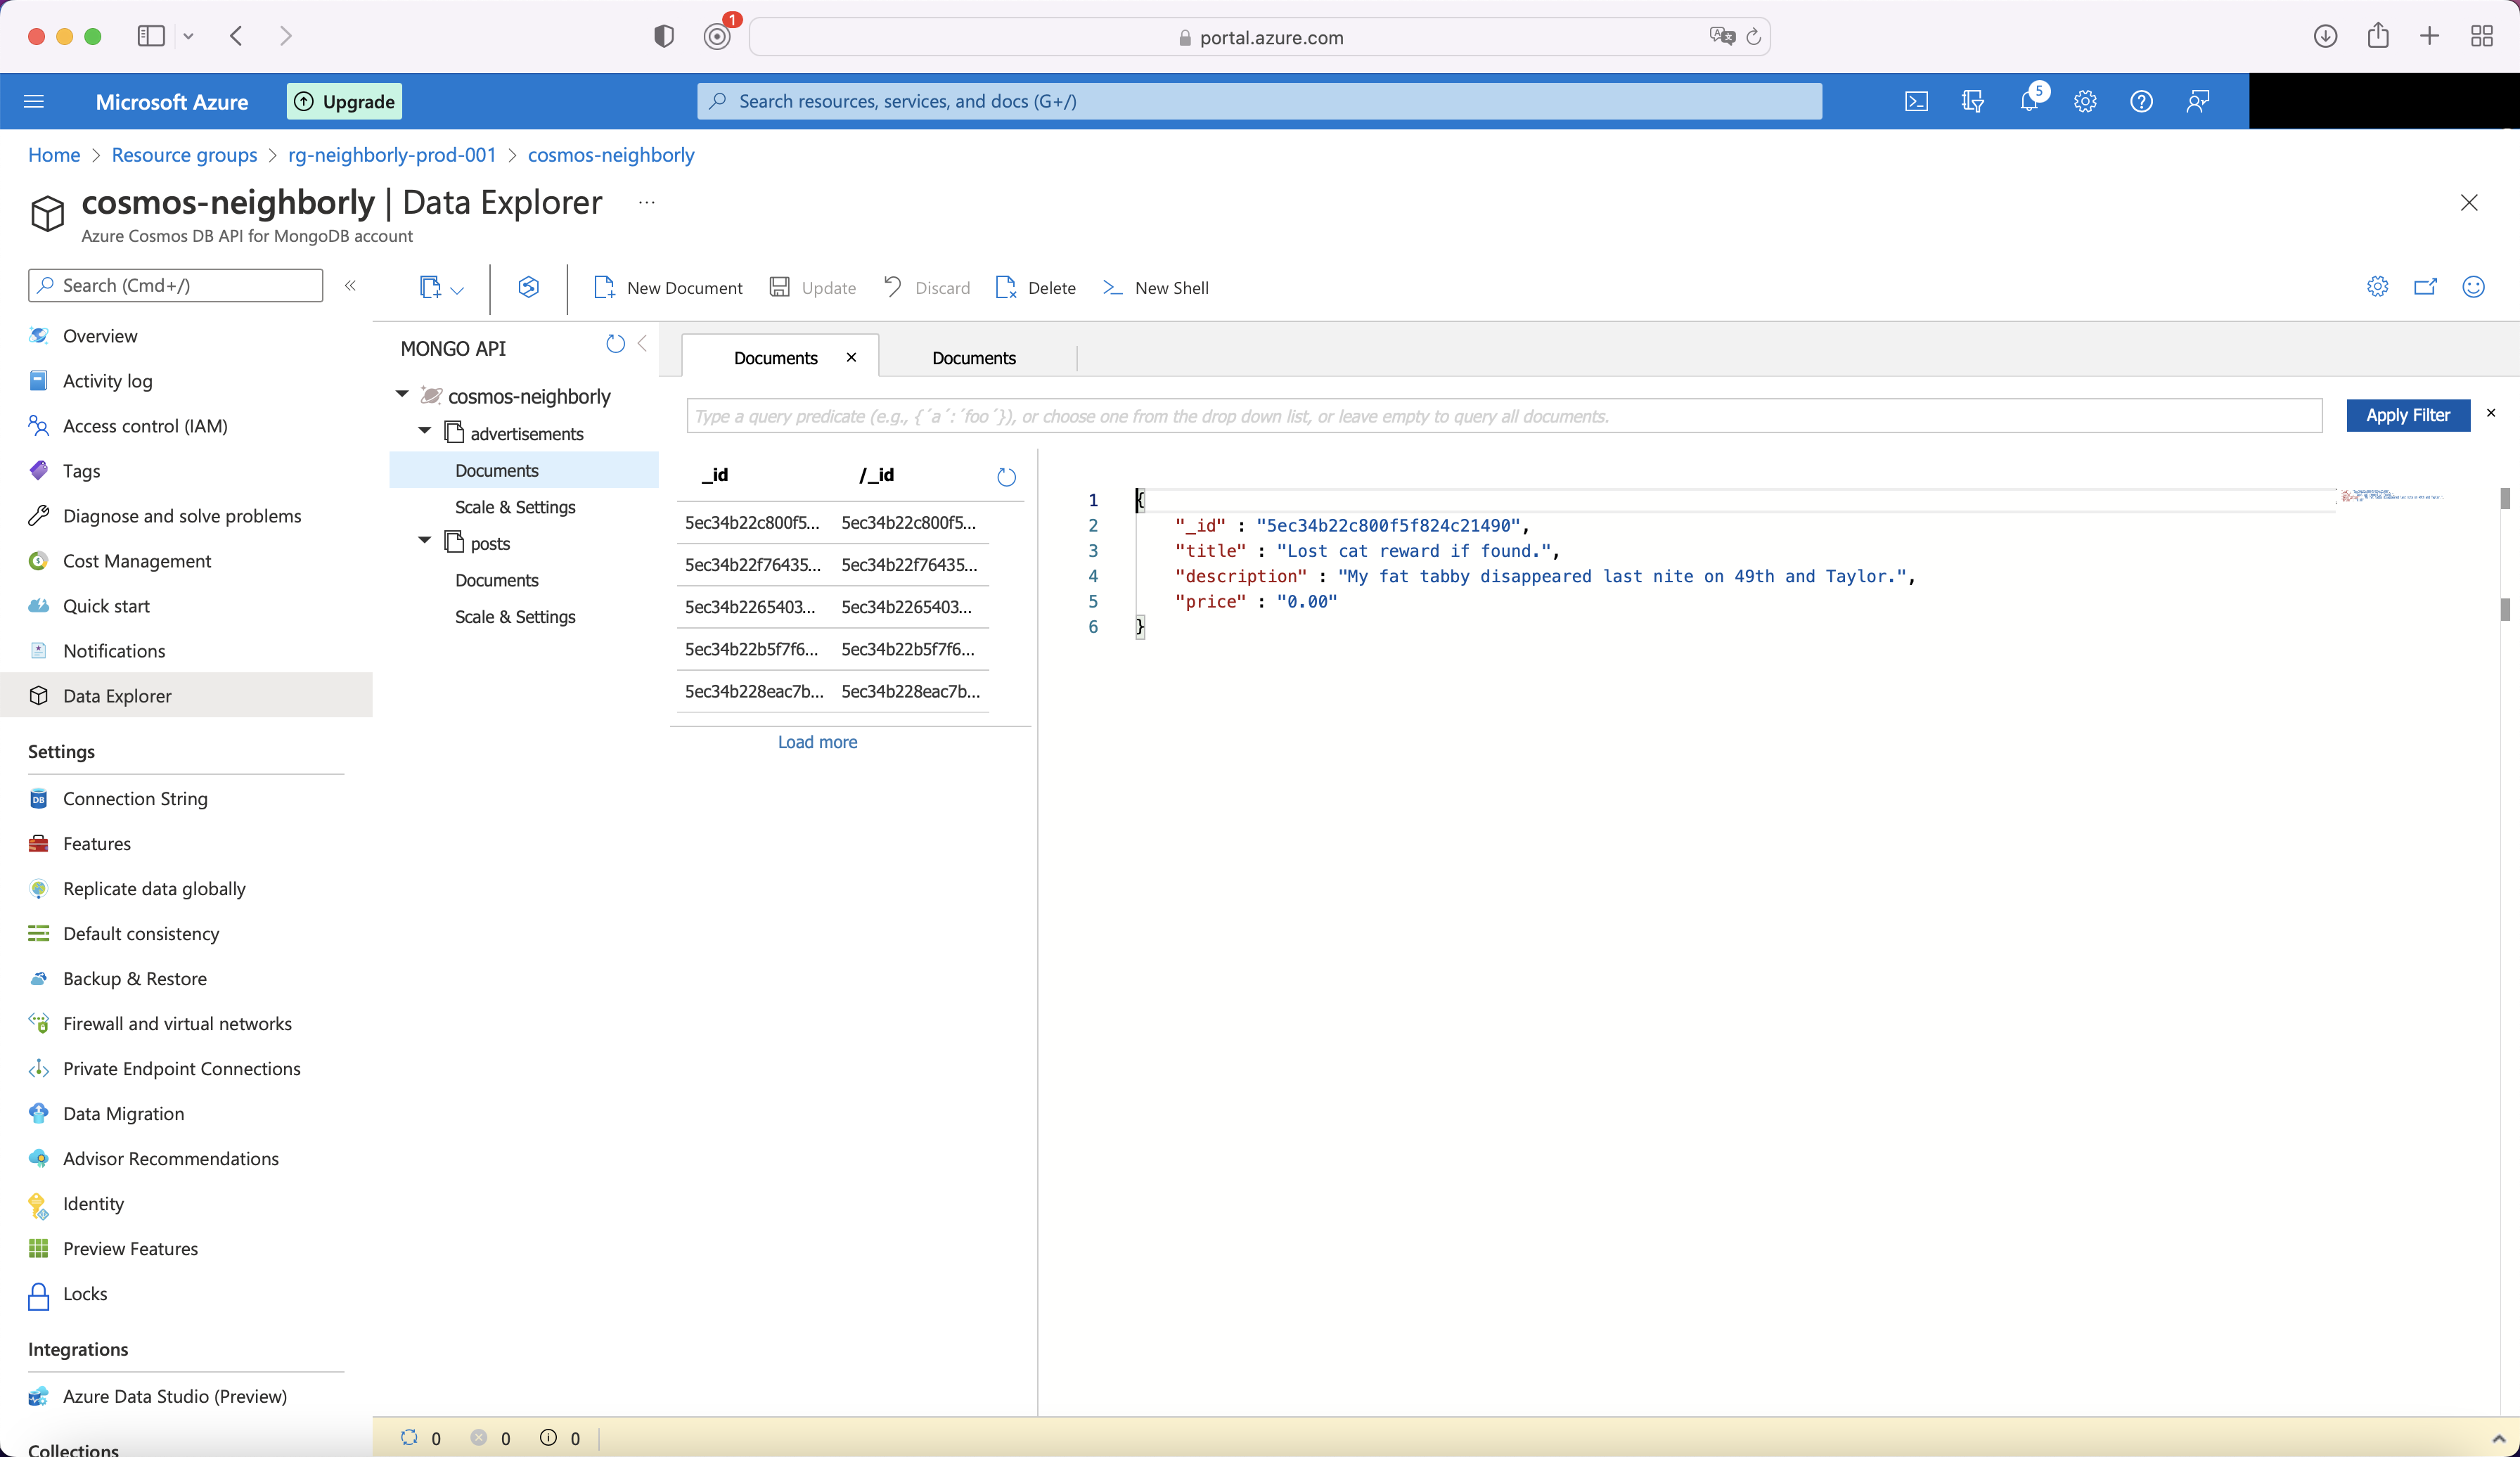 1
portal.azure.com
Microsoft Azure
Upgrade
Search resources, services, and docs (G+/)
5
Home > Resource groups > rg-neighborly-prod-001 > cosmos-neighborly
cosmos-neighborly | Data Explorer ...
Azure Cosmos DB API for MongoDB account
Search (Cmd+/)
«
Overview
Activity log
Access control (IAM)
Tags
Diagnose and solve problems
Cost Management
Quick start
Notifications
Data Explorer
Settings
Connection String
Features
Replicate data globally
Default consistency
Backup & Restore
Firewall and virtual networks
Private Endpoint Connections
Data Migration
Advisor Recommendations
Identity
Preview Features
Locks
Integrations
Azure Data Studio (Preview)
Collections
New Document
Update
Discard
Delete
New Shell
MONGO API
cosmos-neighborly
advertisements
Documents
Scale & Settings
posts
Documents
Scale & Settings
Documents
Documents
Type a query predicate (e.g., {´a´:´foo´}), or choose one from the drop down list, or leave empty to query all documents.
Apply Filter
_id /_id
5ec34b22c800f5... 5ec34b22c800f5...
5ec34b22f76435... 5ec34b22f76435...
5ec34b2265403... 5ec34b2265403...
5ec34b22b5f7f6... 5ec34b22b5f7f6...
5ec34b228eac7b... 5ec34b228eac7b...
Load more
1 {
2 "_id" : "5ec34b22c800f5f824c21490",
3 "title" : "Lost cat reward if found.",
4 "description" : "My fat tabby disappeared last nite on 49th and Taylor.",
5 "price" : "0.00"
6 }
0 0 0